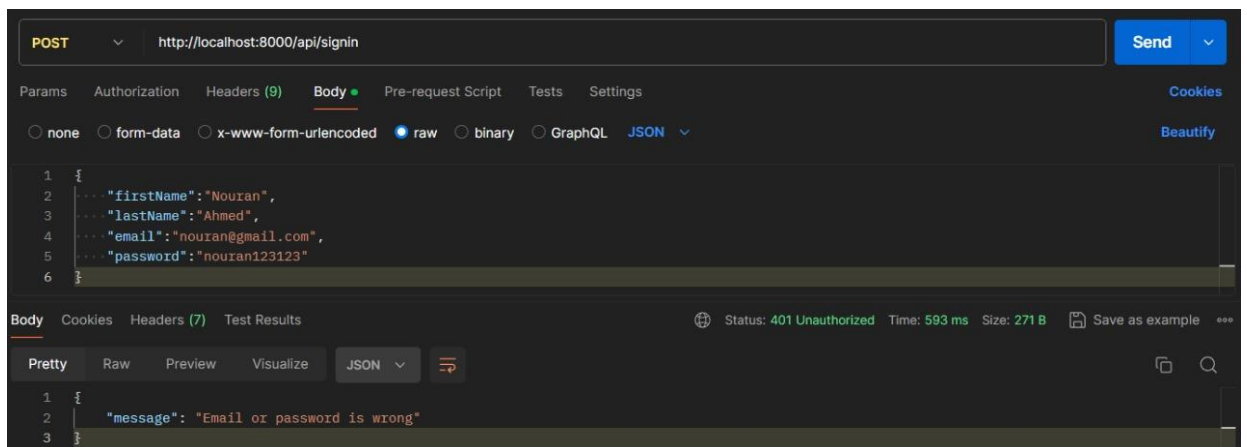 POST http://localhost:8000/api/signin Send
Params Authorization Headers (9) Body Pre-request Script Tests Settings Cookies
none form-data x-www-form-urlencoded raw binary GraphQL JSON Beautify
1 {
2 "firstName":"Nouran",
3 "lastName":"Ahmed",
4 "email":"nouran@gmail.com",
5 "password":"nouran123123"
6 }
Body Cookies Headers (7) Test Results Status: 401 Unauthorized Time: 593 ms Size: 271 B Save as example
Pretty Raw Preview Visualize JSON
1 {
2 "message": "Email or password is wrong"
3 }